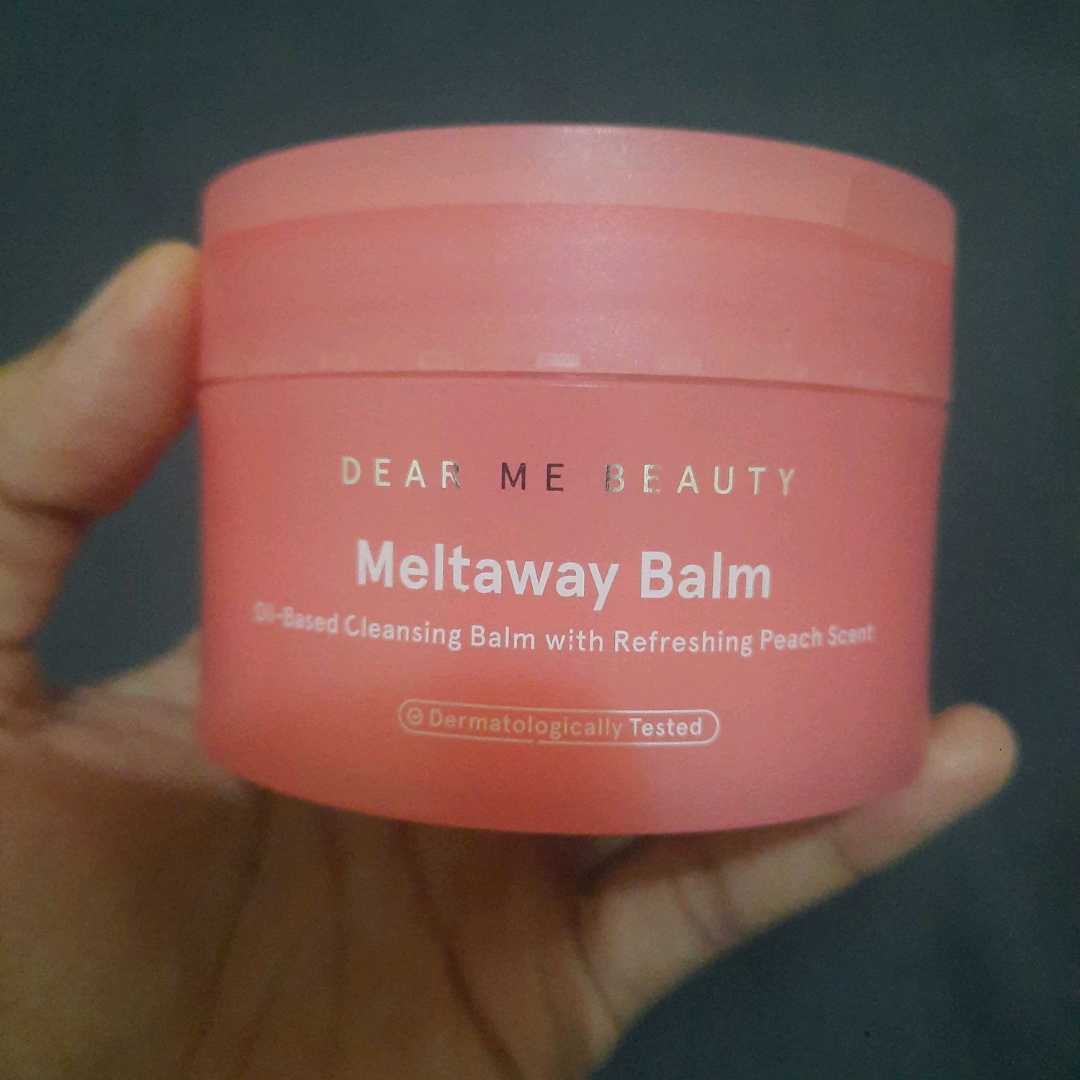 DEAR ME BEAUTY
Meltaway Balm
Oil-Based Cleansing Balm with Refreshing Peach Scent
Dermatologically Tested